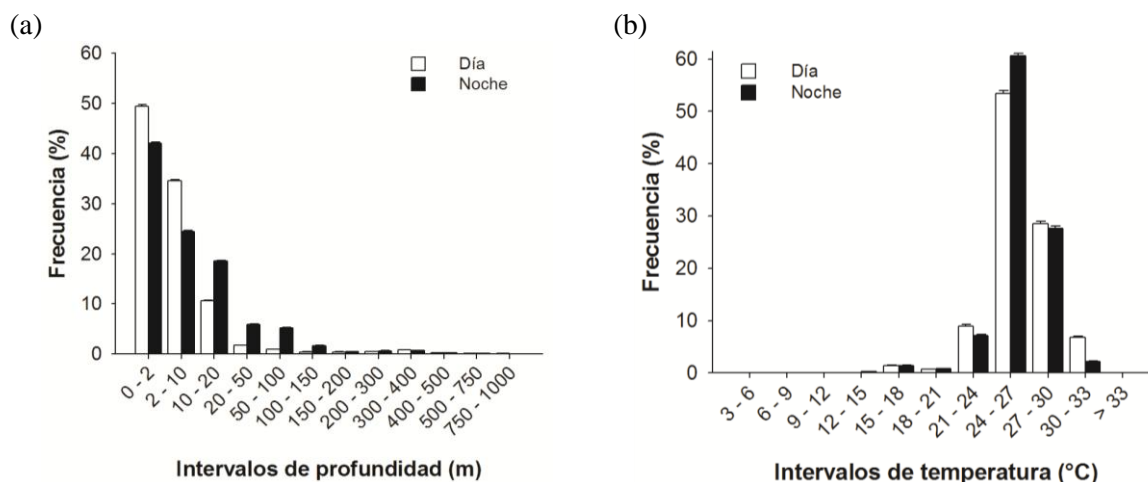 (a)
60
50
40
30
20
10
0
Frecuencia (%)
Día
Noche
0 - 2
2 - 10
10 - 20
20 - 50
50 - 100
100 - 150
150 - 200
200 - 300
300 - 400
400 - 500
500 - 750
750 - 1000
Intervalos de profundidad (m)
(b)
60
50
40
30
20
10
0
Frecuencia (%)
Día
Noche
3 - 6
6 - 9
9 - 12
12 - 15
15 - 18
18 - 21
21 - 24
24 - 27
27 - 30
30 - 33
> 33
Intervalos de temperatura (°C)